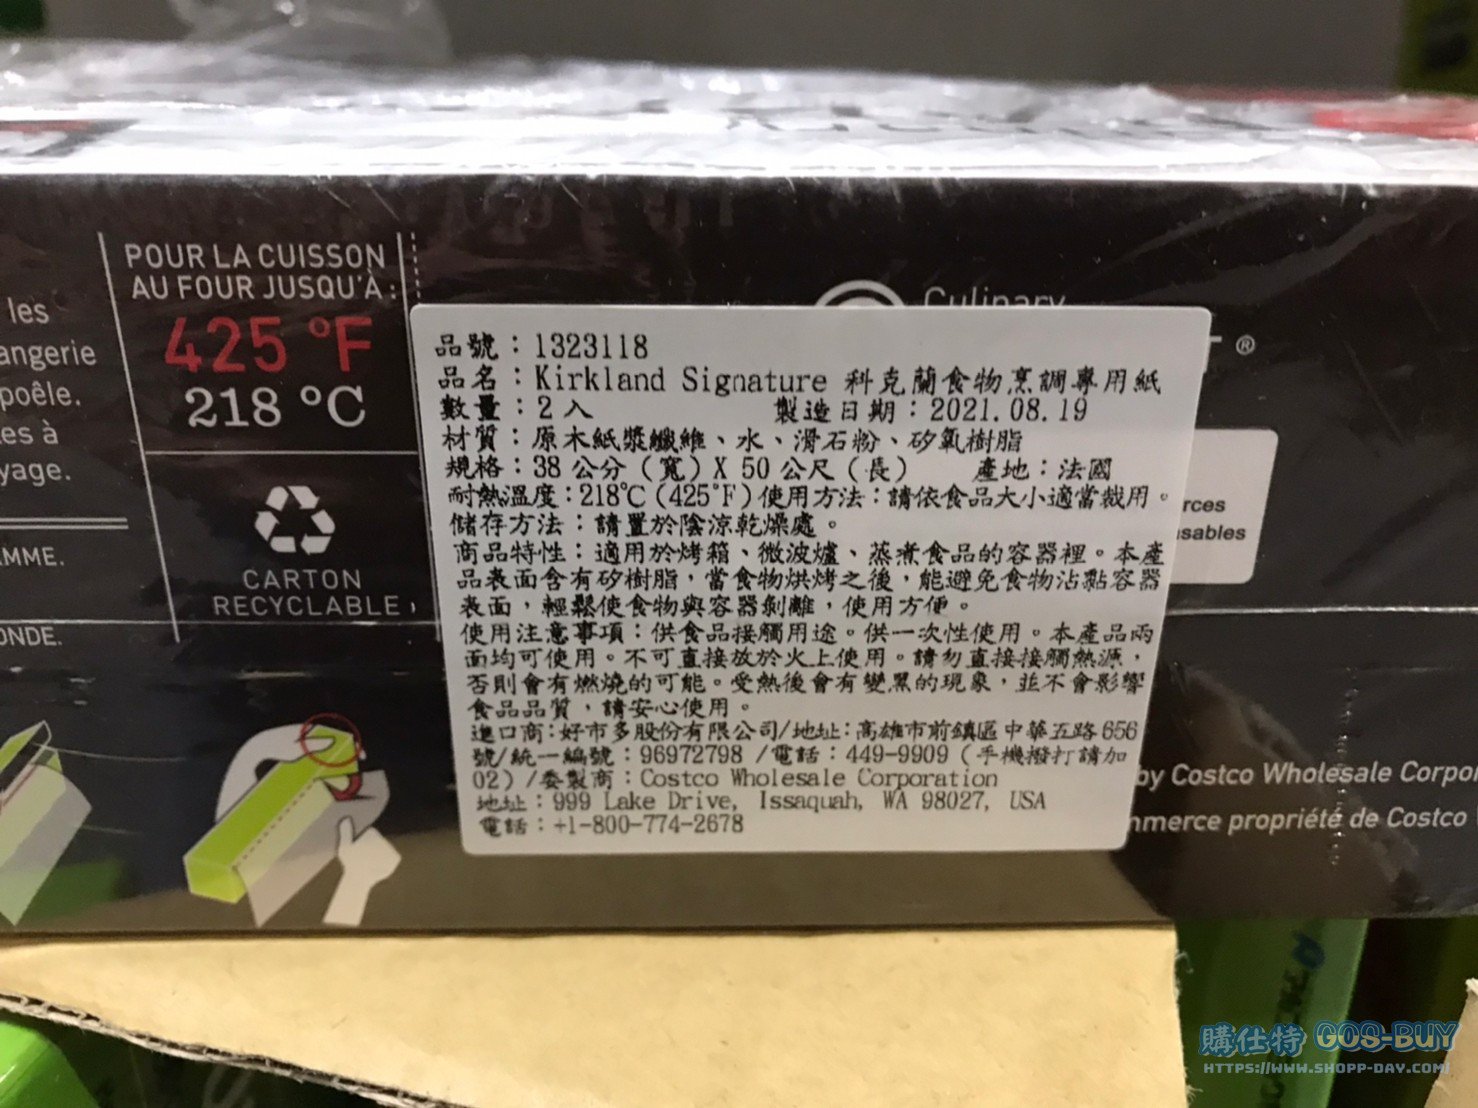 les
angerie
poêle.
es à
yage.
AMME.
ONDE.
POUR LA CUISSON
AU FOUR JUSQU'À :
425 °F
218 °C
CARTON
RECYCLABLE
Culinary
®
品號：1323118
品名：Kirkland Signature 科克蘭食物烹調專用紙
數量：2入 製造日期：2021.08.19
材質：原木紙漿纖維、水、滑石粉、矽氧樹脂
規格：38 公分（寬）X 50 公尺（長） 產地：法國
耐熱溫度：218℃（425°F）使用方法：請依食品大小適當裁用。
儲存方法：請置於陰涼乾燥處。
商品特性：適用於烤箱、微波爐、蒸煮食品的容器裡。本產
品表面含有矽樹脂，當食物烘烤之後，能避免食物沾黏容器
表面，輕鬆使食物與容器剝離，使用方便。
使用注意事項：供食品接觸用途。供一次性使用。本產品兩
面均可使用。不可直接放於火上使用。請勿直接接觸熱源，
否則會有燃燒的可能。受熱後會有變黑的現象，並不會影響
食品品質，請安心使用。
進口商：好市多股份有限公司/地址：高雄市前鎮區中華五路656
號/統一編號：96972798 /電話：449-9909（手機撥打請加
02）/委製商：Costco Wholesale Corporation
地址：999 Lake Drive, Issaquah, WA 98027, USA
電話：+1-800-774-2678
rces
sables
by Costco Wholesale Corpor
mmerce propriété de Costco
購仕特 GOS-BUY
HTTPS://WWW.SHOPP-DAY.COM/